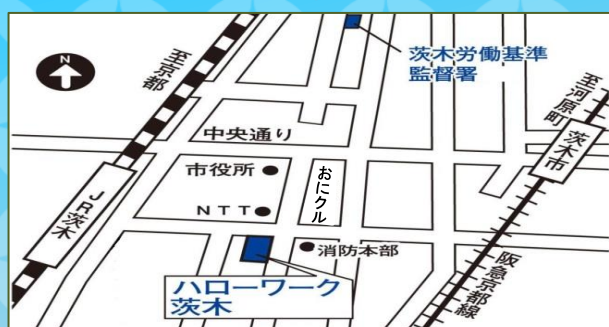 茨木労働基準
監督署
N
至京都
至河原町
中央通り
茨木市
市役所
おにクル
NTT
JR茨木
消防本部
阪急京都線
ハローワーク
茨木